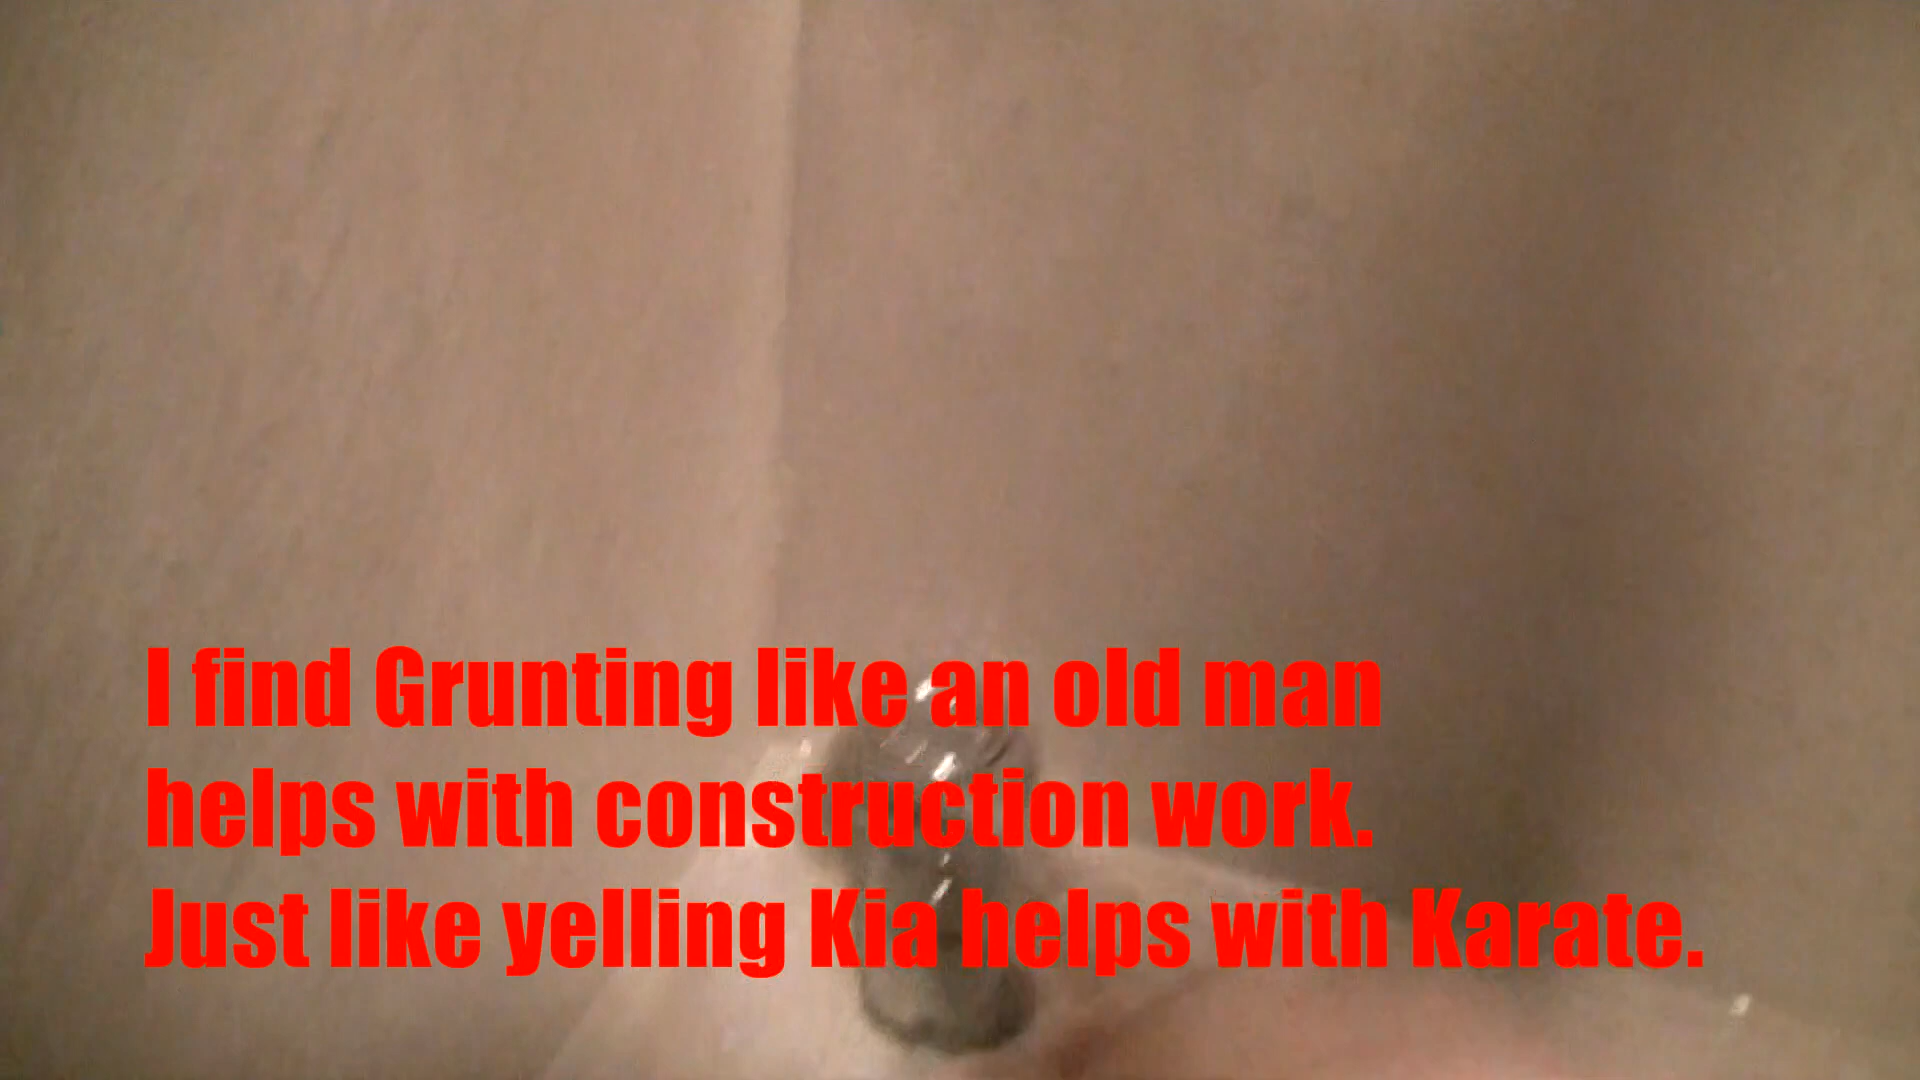 I find Grunting like an old man
helps with construction work.
Just like yelling Kia helps with Karate.